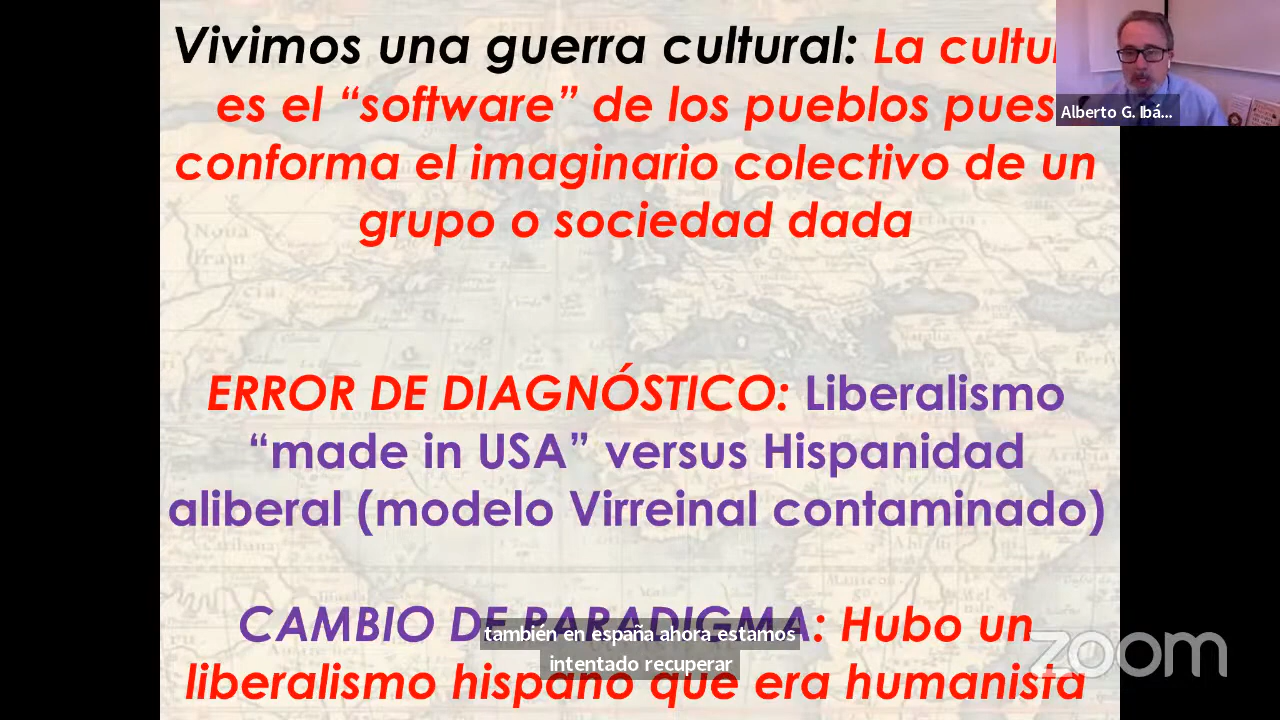 Vivimos una guerra cultural: La cultu
es el “software” de los pueblos pues
conforma el imaginario colectivo de un
grupo o sociedad dada
Alberto G. Ibá...
ERROR DE DIAGNÓSTICO: Liberalismo
“made in USA” versus Hispanidad
aliberal (modelo Virreinal contaminado)
CAMBIO DE PARADIGMA: Hubo un
liberalismo hispano que era humanista
también en españa ahora estamos
intentado recuperar
zoom